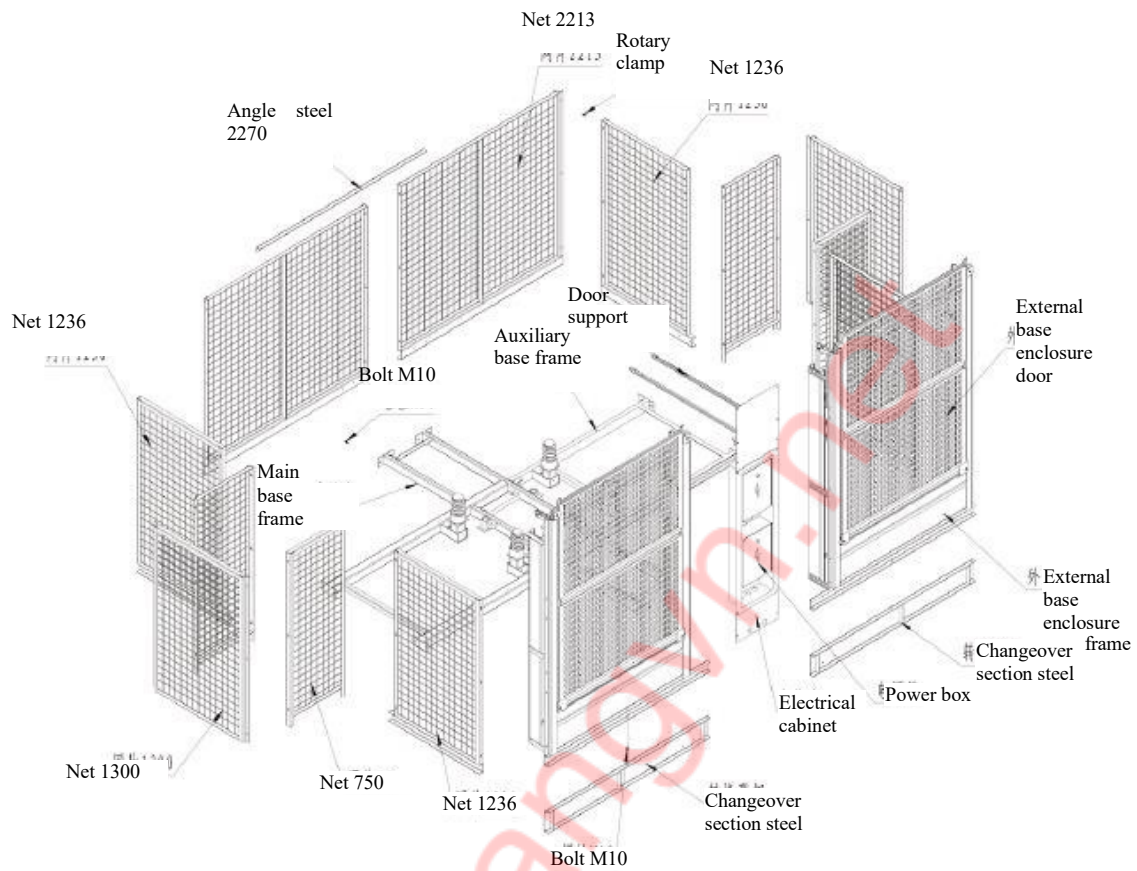 Net 2213
Rotary
clamp
Net 1236
Angle steel
2270
Net 1236
Door
support
Auxiliary
base frame
Bolt M10
External
base
enclosure
door
Main
base
frame
External
base
enclosure
frame
Changeover
section steel
Power box
Electrical
cabinet
Net 1300
Net 750
Net 1236
Changeover
section steel
Bolt M10
angvn.net